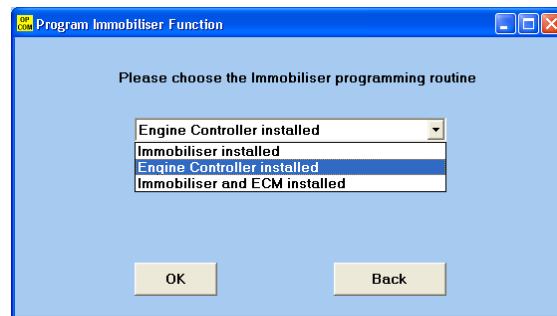 OP
COM Program Immobiliser Function
Please choose the Immobiliser programming routine
Engine Controller installed
Immobiliser installed
Engine Controller installed
Immobiliser and ECM installed
OK Back